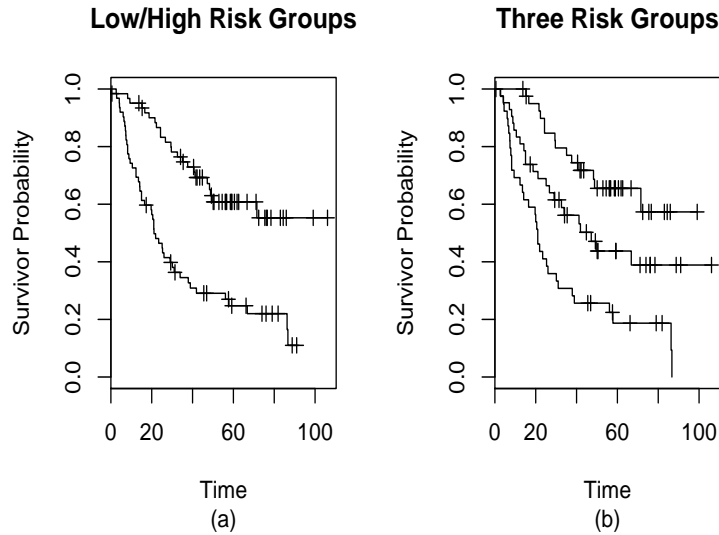 Low/High Risk Groups
Survivor Probability
0.0 0.2 0.4 0.6 0.8 1.0
0 20 60 100
Time
(a)
Three Risk Groups
Survivor Probability
0.0 0.2 0.4 0.6 0.8 1.0
0 20 60 100
Time
(b)